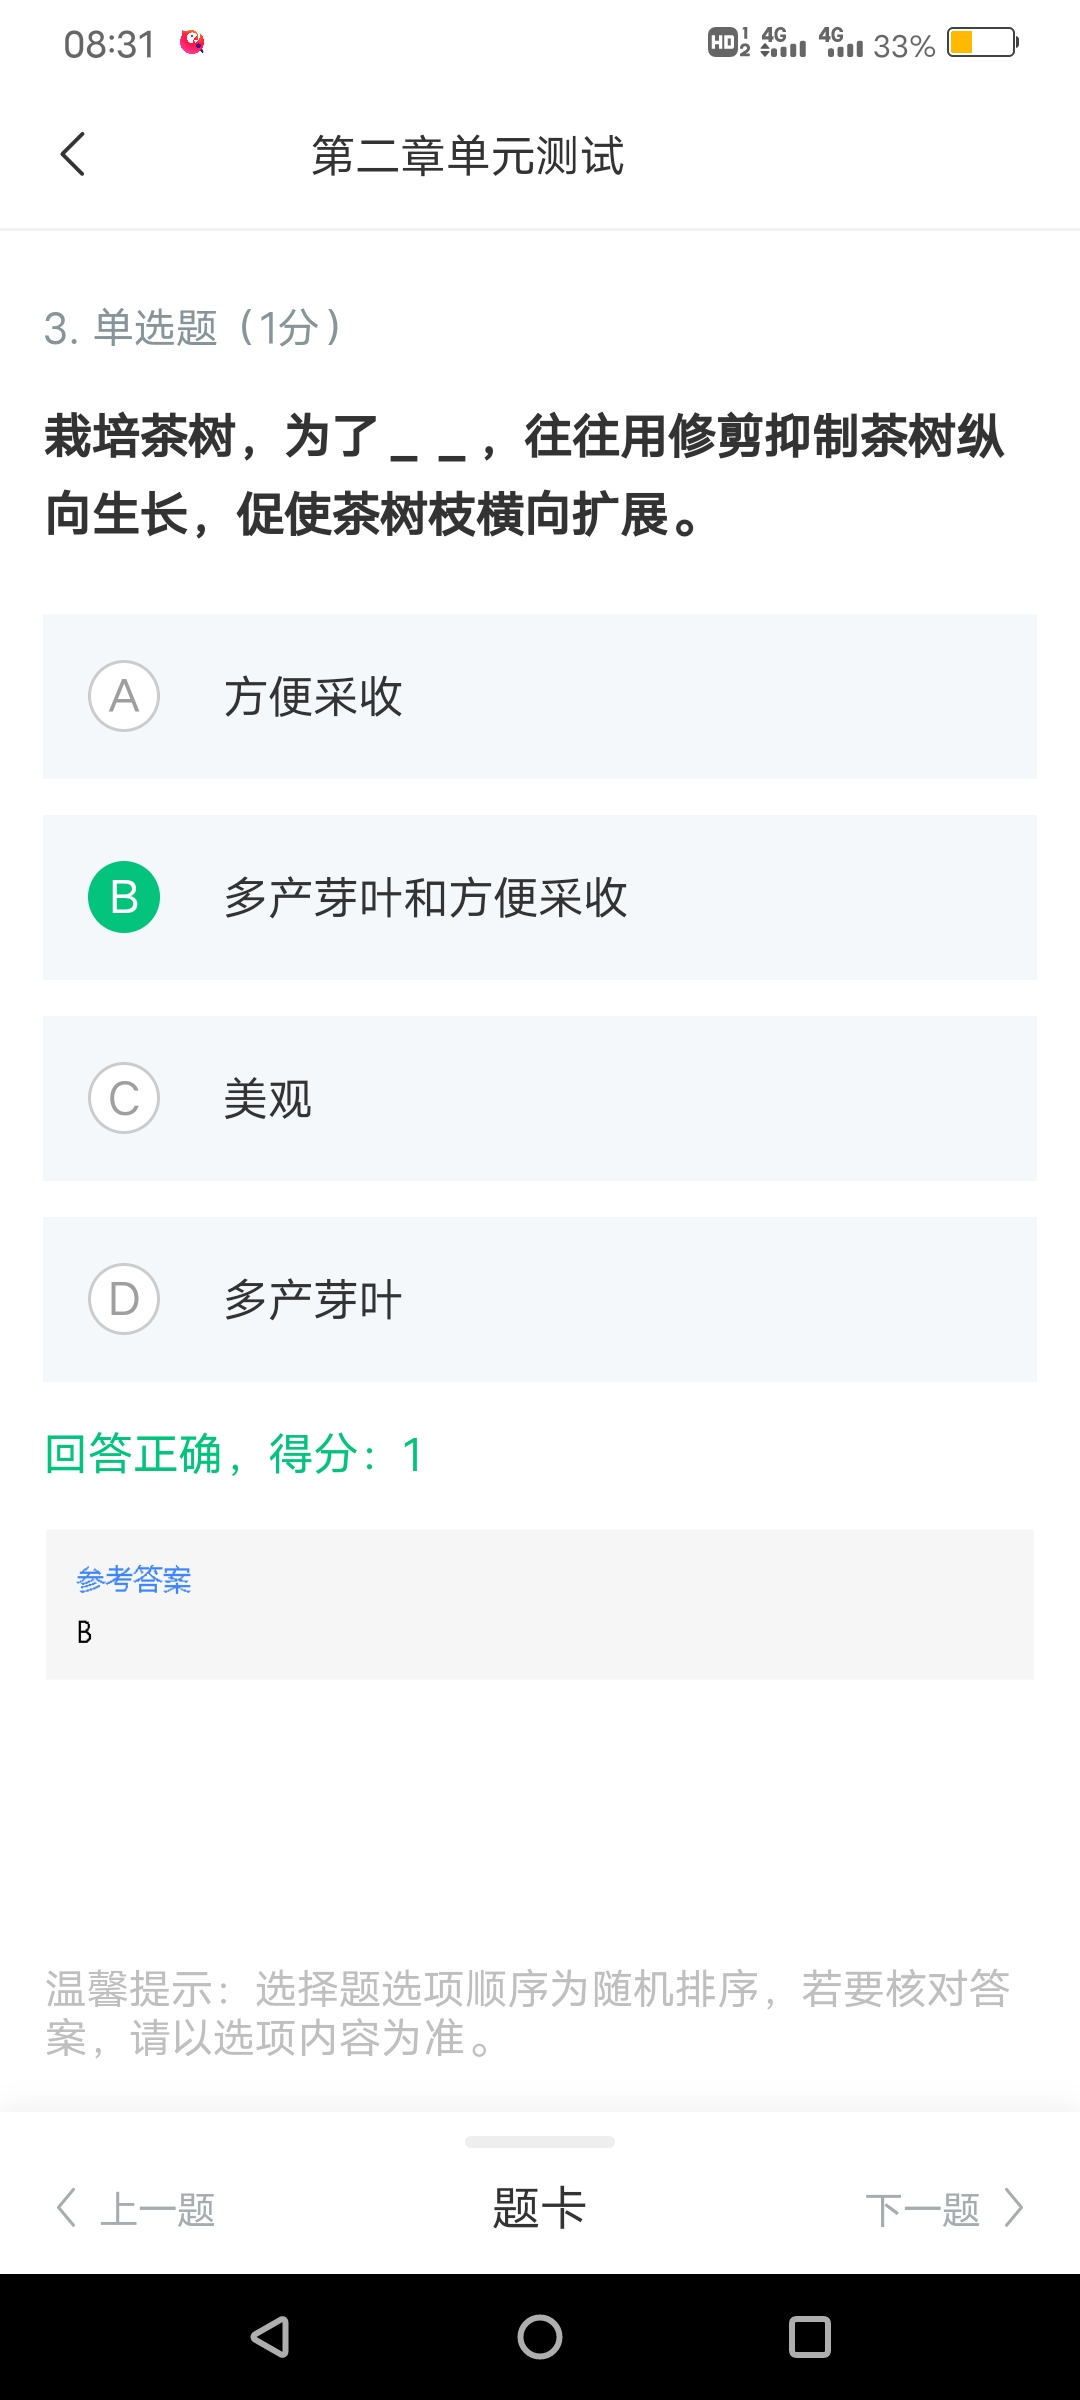 08:31
HD 1 2 4G 4G 33%
第二章单元测试
3. 单选题（1分）
栽培茶树，为了_ _，往往用修剪抑制茶树纵
向生长，促使茶树枝横向扩展。
A 方便采收
B 多产芽叶和方便采收
C 美观
D 多产芽叶
回答正确，得分：1
参考答案
B
温馨提示：选择题选项顺序为随机排序，若要核对答
案，请以选项内容为准。
上一题 题卡 下一题